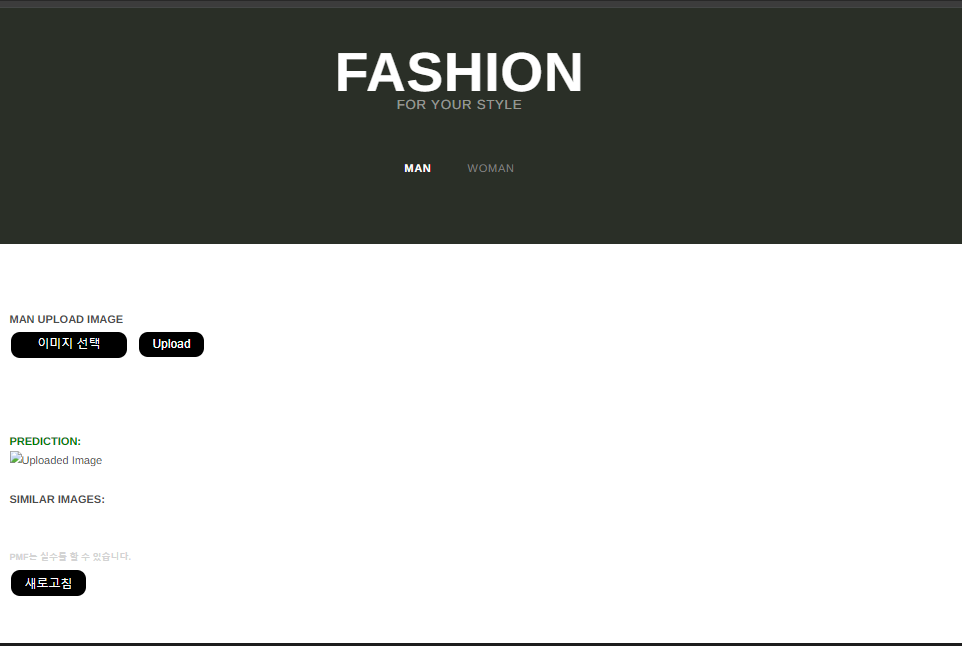 FASHION
FOR YOUR STYLE
MAN WOMAN
MAN UPLOAD IMAGE
이미지 선택 Upload
PREDICTION:
Uploaded Image
SIMILAR IMAGES:
PMF는 실수를 할 수 있습니다.
새로고침